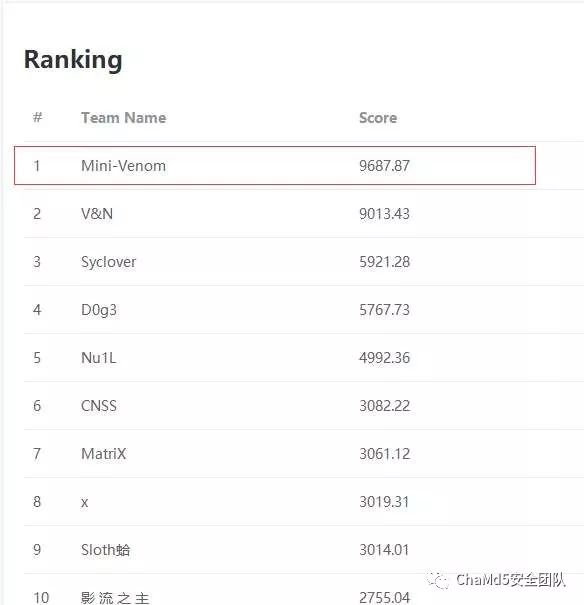 Ranking
# Team Name Score
1 Mini-Venom 9687.87
2 V&N 9013.43
3 Syclover 5921.28
4 D0g3 5767.73
5 Nu1L 4992.36
6 CNSS 3082.22
7 MatriX 3061.12
8 x 3019.31
9 Sloth蛤 3014.01
ChaMd5安全团队
10 影 流 之 主 2755.04